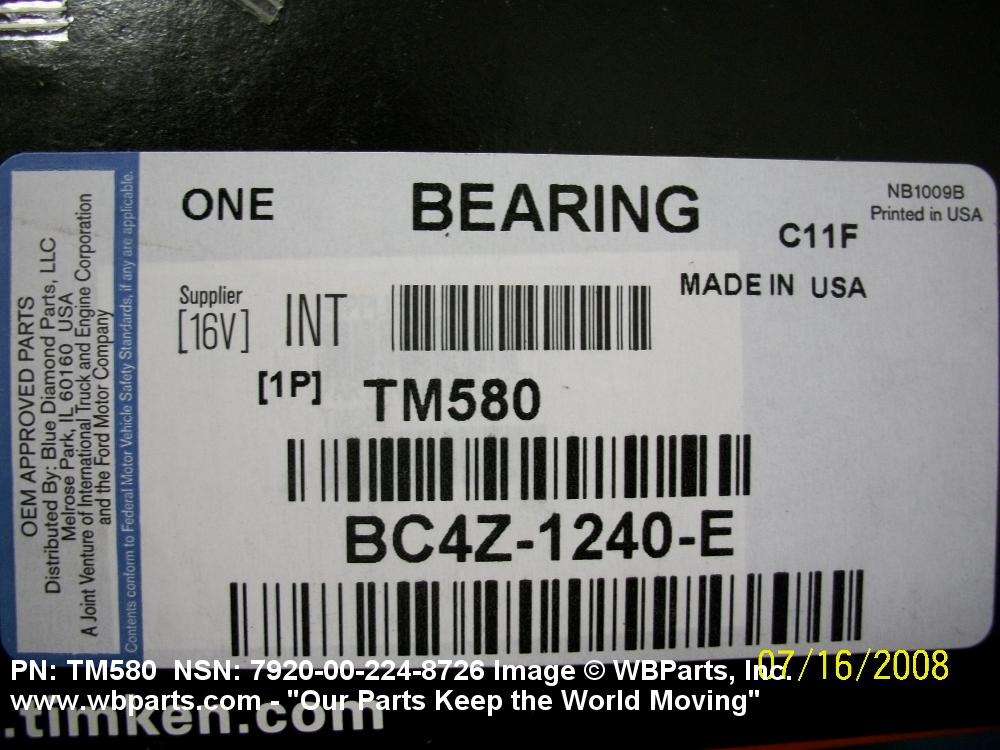 ONE BEARING NB1009B
Printed in USA
C11F
MADE IN USA
Supplier
[16V] INT
[1P] TM580
BC4Z-1240-E
OEM APPROVED PARTS
Distributed By: Blue Diamond Parts, LLC
Melrose Park, IL 60160 USA
A Joint Venture of International Truck and Engine Corporation
and the Ford Motor Company
Contents conform to Federal Motor Vehicle Safety Standards, if any are applicable.
PN: TM580 NSN: 7920-00-224-8726 Image © WBParts, Inc.
07/16/2008
www.wbparts.com - "Our Parts Keep the World Moving"
.timken.com